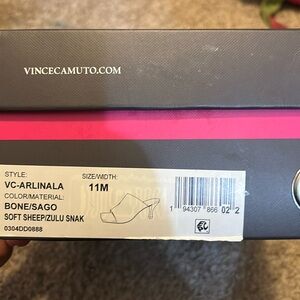 VINCECAMUTO.COM
STYLE: SIZE/WIDTH:
VC-ARLINALA 11M
COLOR/MATERIAL:
BONE/SAGO
SOFT SHEEP/ZULU SNAK
0304DD0888
1 94307 866 02 2